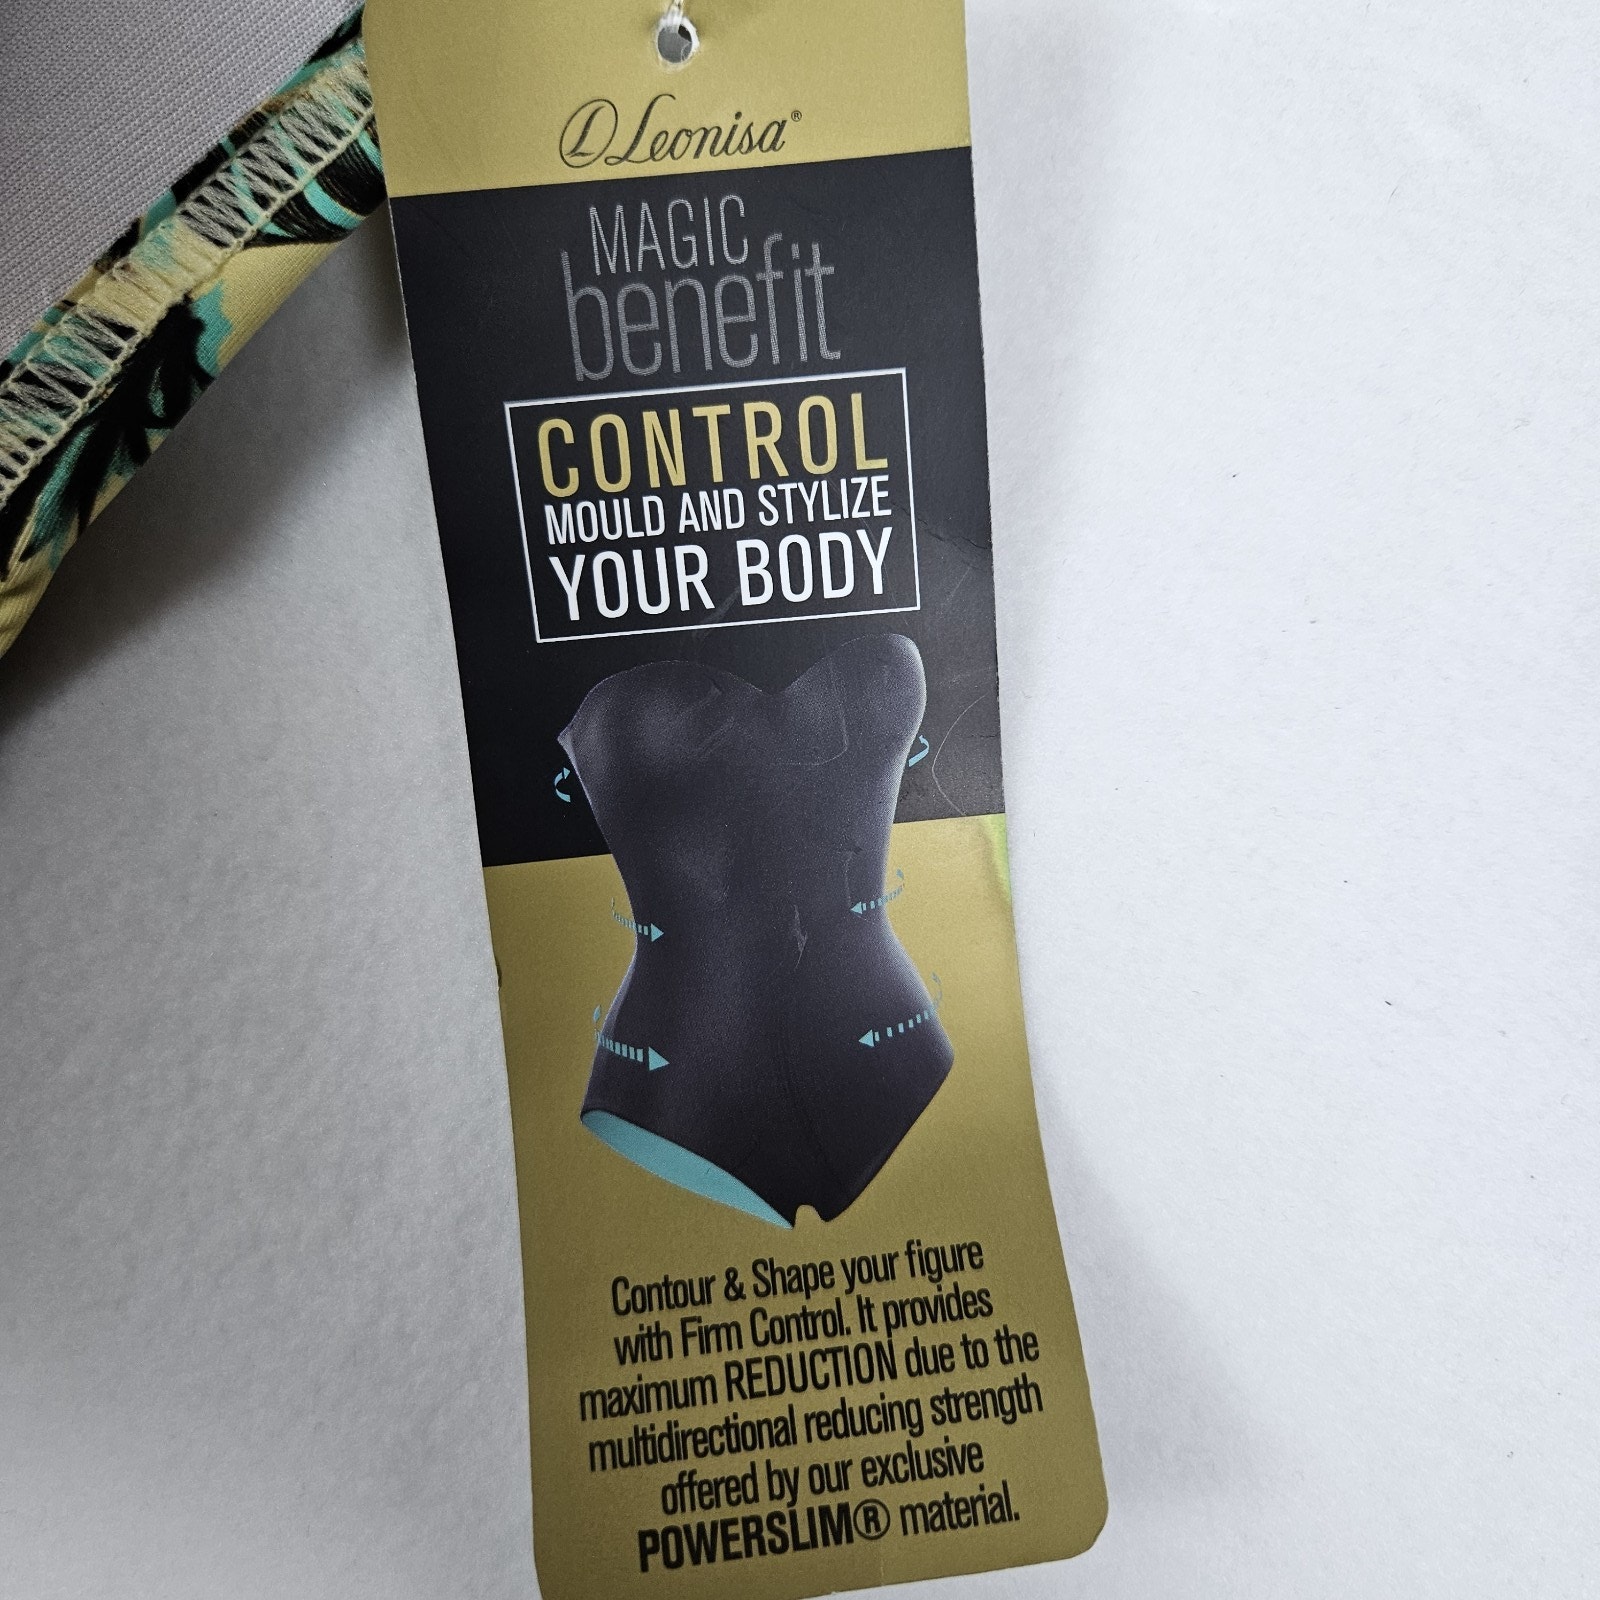 Leonisa®
MAGIC
benefit
CONTROL
MOULD AND STYLIZE
YOUR BODY
Contour & Shape your figure
with Firm Control. It provides
maximum REDUCTION due to the
multidirectional reducing strength
offered by our exclusive
POWERSLIM® material.